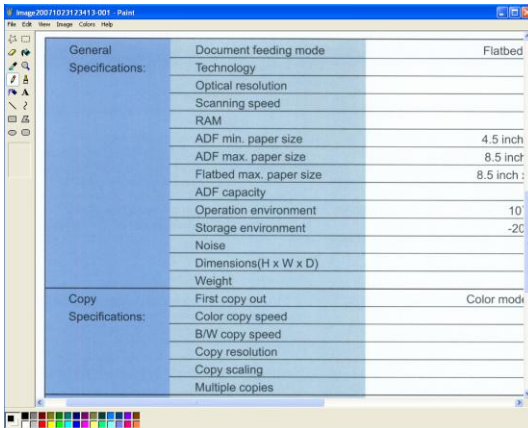 Image20071023123413-001 - Paint
File Edit View Image Colors Help
General Document feeding mode Flatbed
Specifications: Technology
Optical resolution
Scanning speed
RAM
ADF min. paper size 4.5 inch
ADF max. paper size 8.5 inch
Flatbed max. paper size 8.5 inch :
ADF capacity
Operation environment 10
Storage environment -20
Noise
Dimensions(H x W x D)
Weight
Copy First copy out Color mode
Specifications: Color copy speed
B/W copy speed
Copy resolution
Copy scaling
Multiple copies